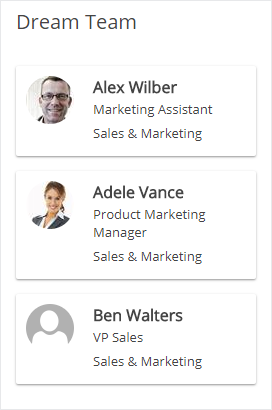 Dream Team
Alex Wilber
Marketing Assistant
Sales & Marketing
Adele Vance
Product Marketing
Manager
Sales & Marketing
Ben Walters
VP Sales
Sales & Marketing